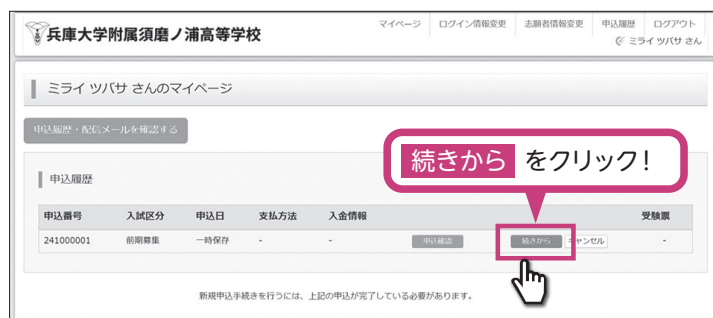 兵庫大学附属須磨ノ浦高等学校
マイページ ログイン情報変更 志願者情報変更 申込履歴 ログアウト
ミライ ツバサ さん
ミライ ツバサ さんのマイページ
申込履歴・配信メールを確認する
続きから をクリック!
申込履歴
申込番号 入試区分 申込日 支払方法 入金情報 受験票
241000001 前期募集 一時保存 - - 申込確認 続きから キャンセル -
新規申込手続きを行うには、上記の申込が完了している必要があります。